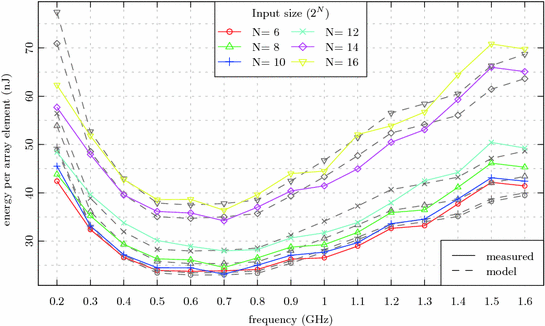 Input size (2^N)
N= 6
N= 8
N= 10
N= 12
N= 14
N= 16
energy per array element (nJ)
70
60
50
40
30
measured
model
0.2 0.3 0.4 0.5 0.6 0.7 0.8 0.9 1 1.1 1.2 1.3 1.4 1.5 1.6
frequency (GHz)